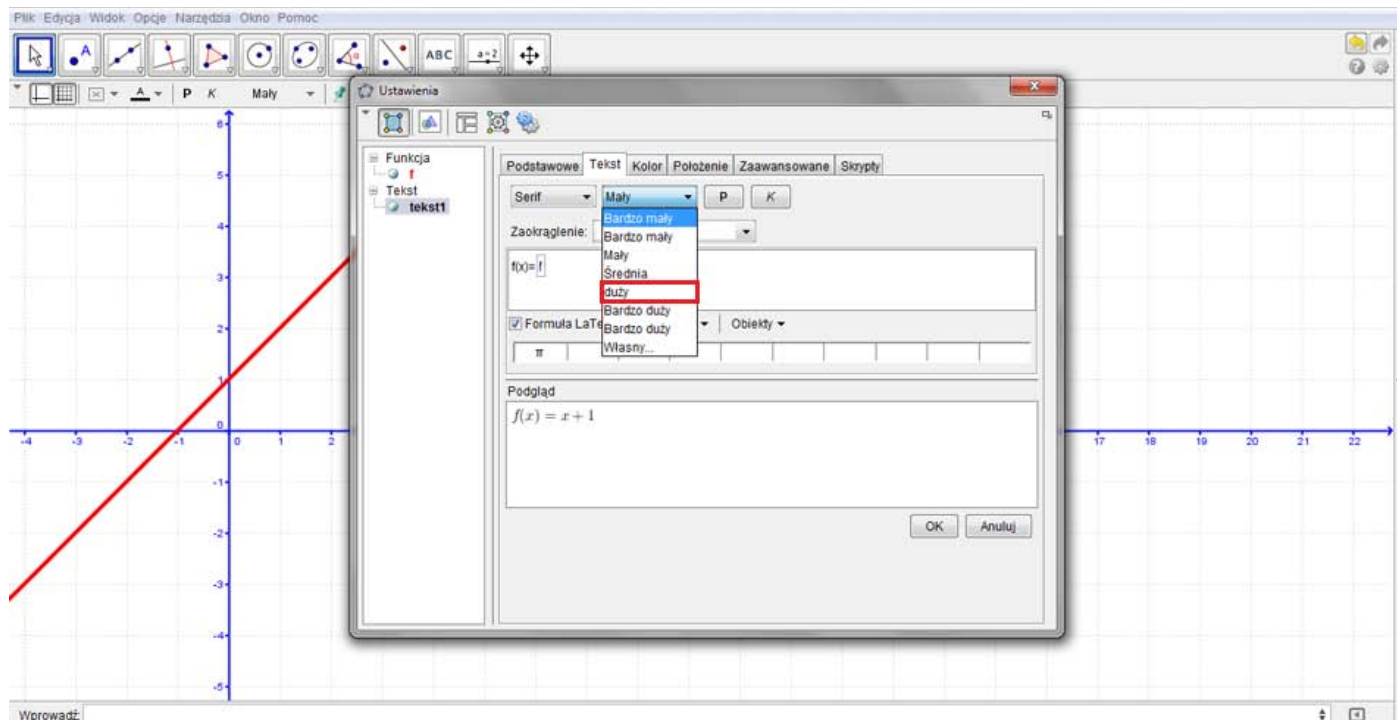 Plik Edycja Widok Opcje Narzędzia Okno Pomoc
A
α
ABC
a=2
A P K Mały
Ustawienia
Funkcja
f
Tekst
tekst1
Podstawowe Tekst Kolor Położenie Zaawansowane Skrypty
Serif Mały P K
Bardzo mały
Bardzo mały
Mały
Średnia
duży
Bardzo duży
Bardzo duży
Własny...
Zaokrąglenie:
f(x)= f
Formuła LaTe
Obiekty
π
Podgląd
f(x) = x + 1
OK Anuluj
6
5
4
3
2
1
0
-4 -3 -2 -1 0 1 2 17 18 19 20 21 22
-1
-2
-3
-4
-5
Wprowadź: